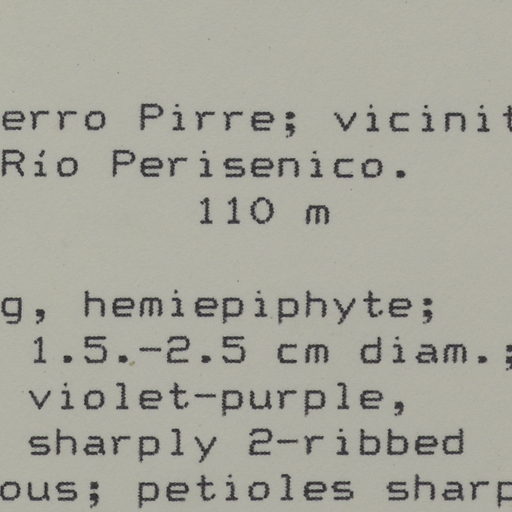 erro Pirre; vicinit
Río Perisenico.
110 m
g, hemiepiphyte;
1.5.-2.5 cm diam.;
violet-purple,
sharply 2-ribbed
ous; petioles sharp